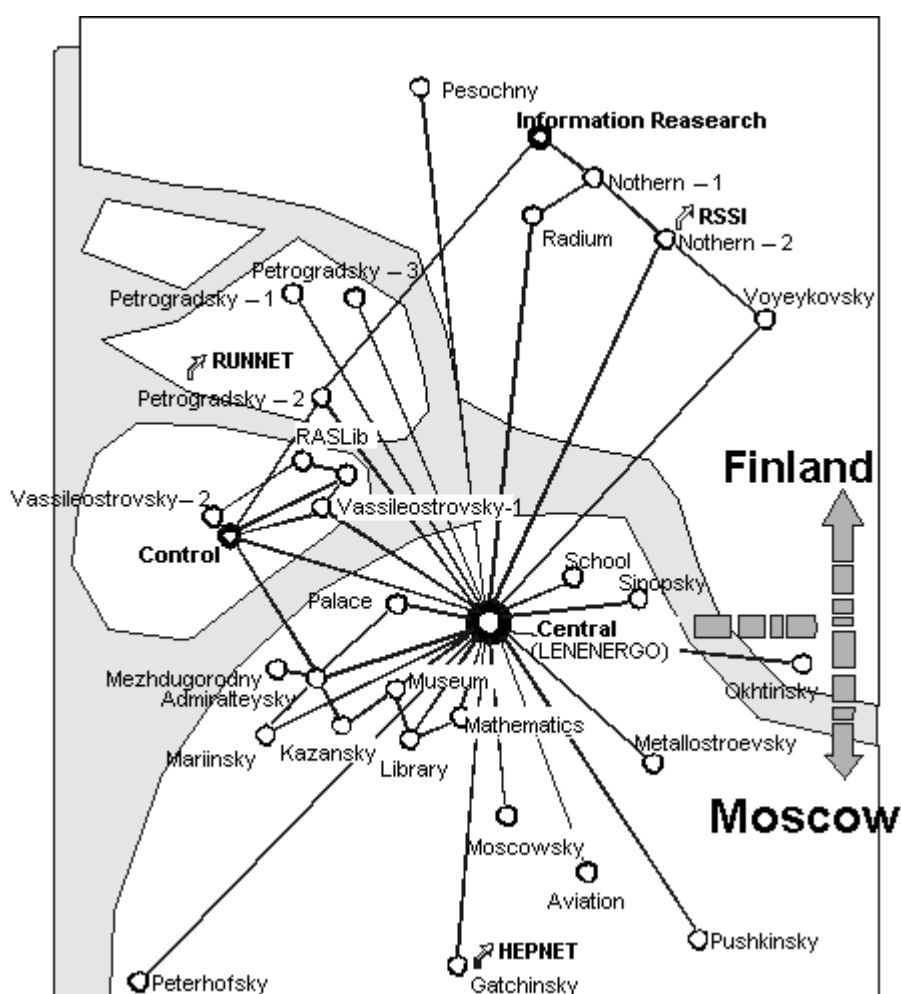 Pesochny
Information Reasearch
Nothern – 1
RSSI
Radium
Nothern – 2
Petrogradsky – 3
Petrogradsky – 1
Voyeykovsky
RUNNET
Petrogradsky – 2
RASLib
Finland
Vassileostrovsky – 2
Vassileostrovsky-1
Control
School
Sinopsky
Palace
Central
(LENENERGO)
Mezhdugorodny
Museum
Okhtinsky
Admiralteysky
Mathematics
Kazansky
Metallostroevsky
Mariinsky
Library
Moscow
Moscowsky
Aviation
Pushkinsky
HEPNET
Peterhofsky
Gatchinsky